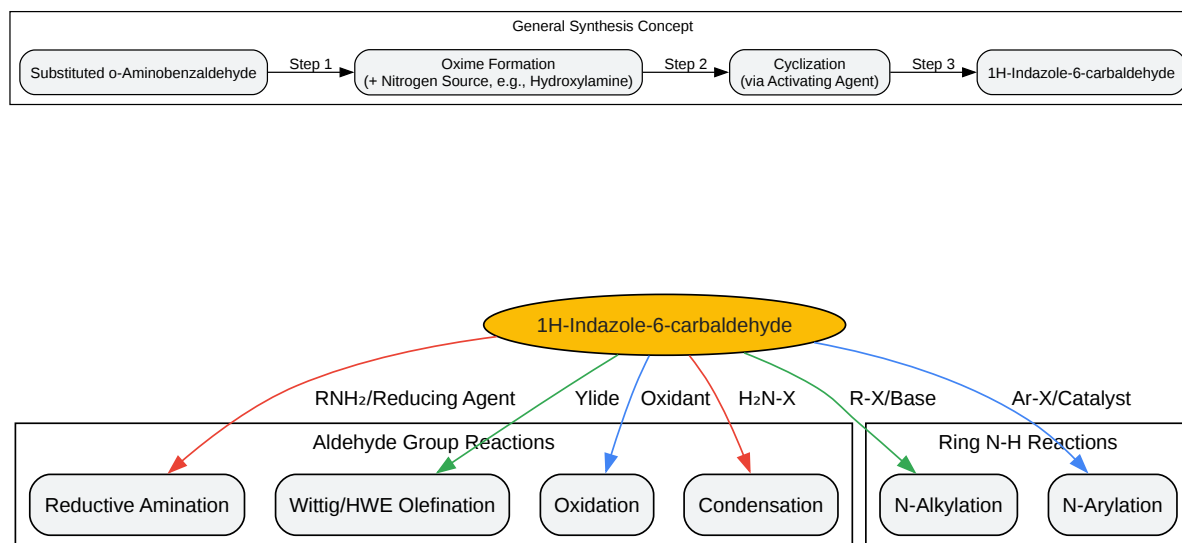 General Synthesis Concept
Substituted o-Aminobenzaldehyde
Step 1
Oxime Formation
(+ Nitrogen Source, e.g., Hydroxylamine)
Step 2
Cyclization
(via Activating Agent)
Step 3
1H-Indazole-6-carbaldehyde
1H-Indazole-6-carbaldehyde
RNH₂/Reducing Agent
Ylide
Oxidant
H₂N-X
R-X/Base
Ar-X/Catalyst
Aldehyde Group Reactions
Ring N-H Reactions
Reductive Amination
Wittig/HWE Olefination
Oxidation
Condensation
N-Alkylation
N-Arylation